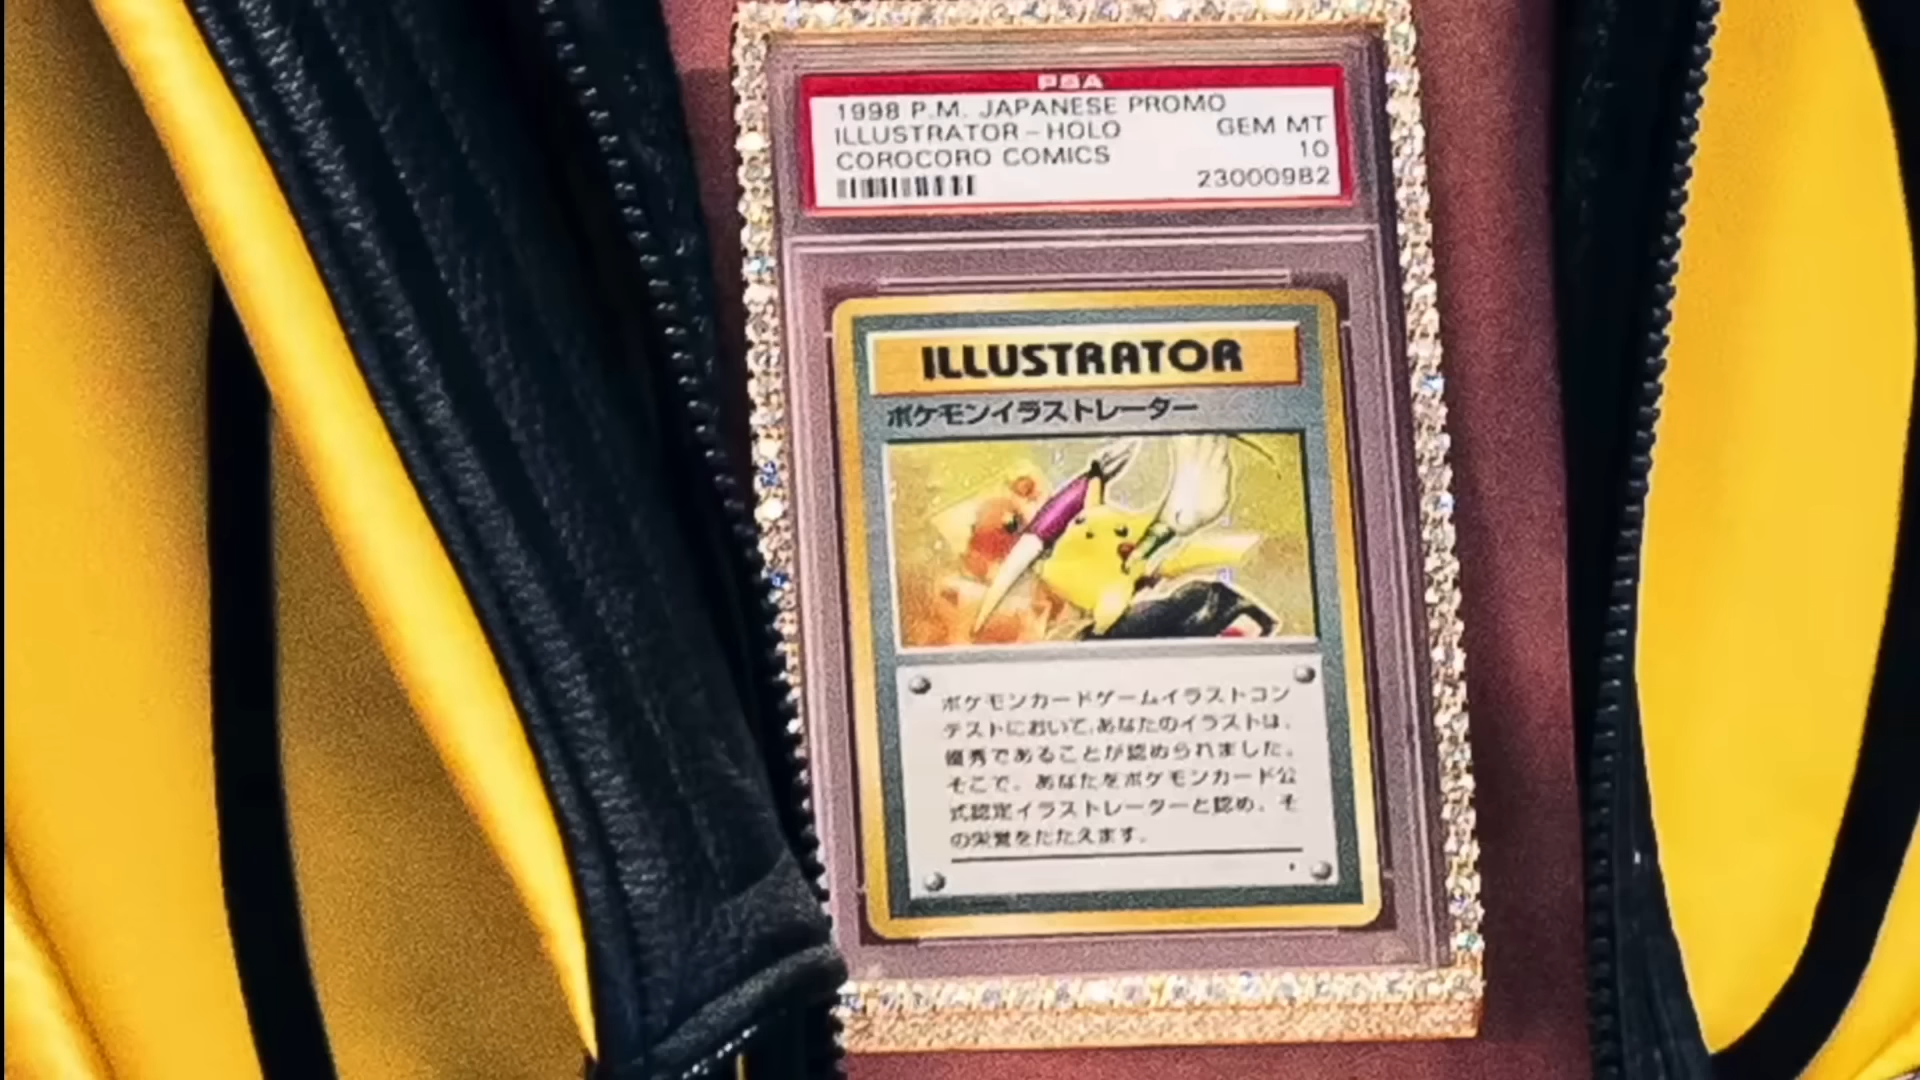 PSA
1998 P.M. JAPANESE PROMO
ILLUSTRATOR-HOLO GEM MT
COROCORO COMICS 10
23000982
ILLUSTRATOR
ポケモンイラストレーター
ポケモンカードゲームイラストコン
テストにおいて、あなたのイラストは、
優秀であることが認められました。
そこで、あなたをポケモンカード公
式認定イラストレーターと認め、そ
の栄誉をたたえます。